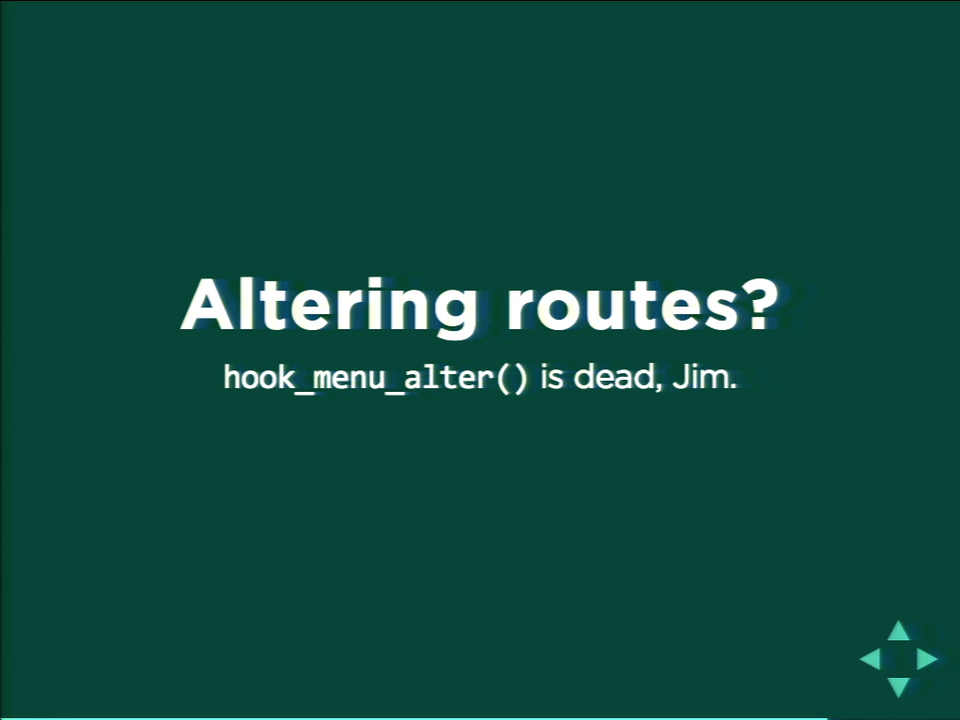 Altering routes?
hook_menu_alter() is dead, Jim.